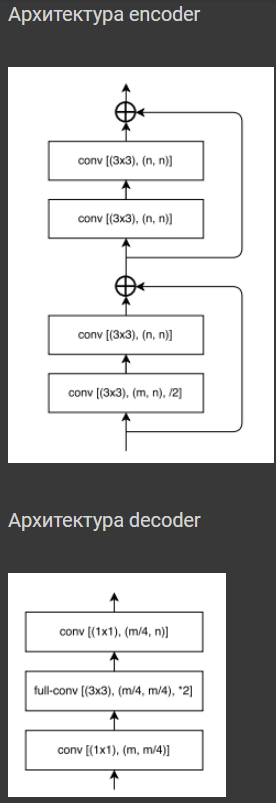 Архитектура encoder
conv [(3x3), (n, n)]
conv [(3x3), (n, n)]
conv [(3x3), (n, n)]
conv [(3x3), (m, n), /2]
Архитектура decoder
conv [(1x1), (m/4, n)]
full-conv [(3x3), (m/4, m/4), *2]
conv [(1x1), (m, m/4)]